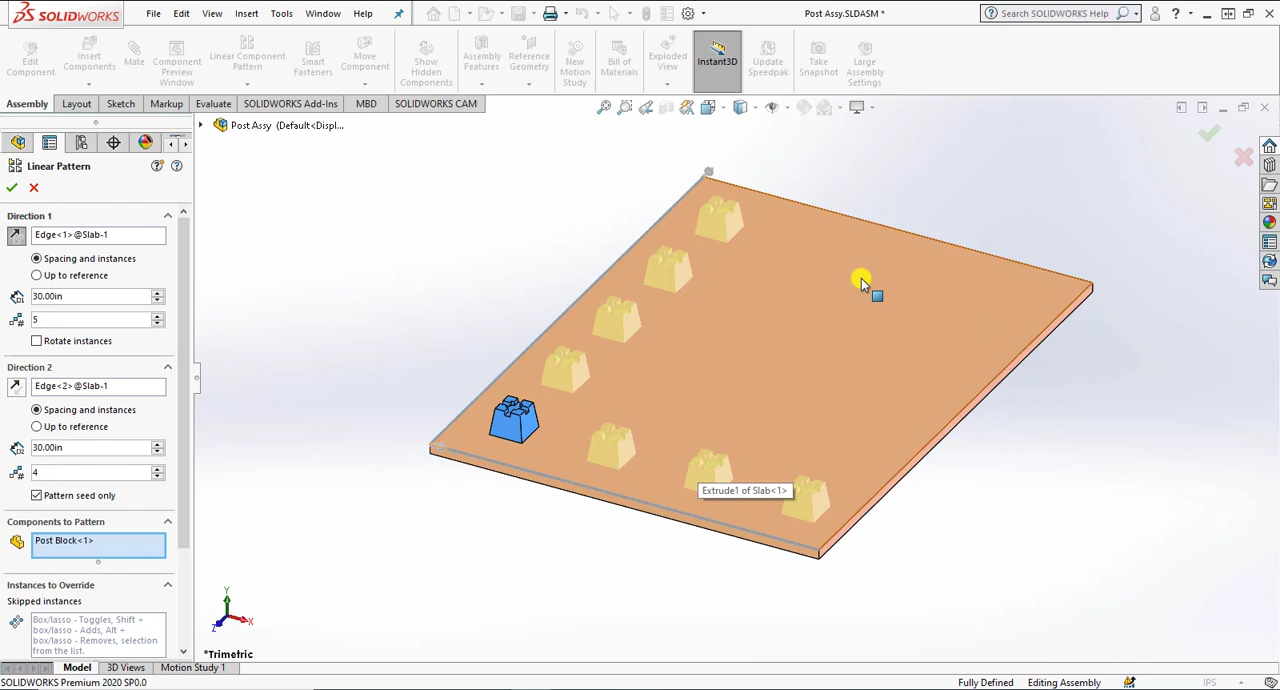 SOLIDWORKS File Edit View Insert Tools Window Help Post Assy.SLDASM * Search SOLIDWORKS Help
Edit Component
Insert Components
Mate
Component Preview Window
Linear Component Pattern
Smart Fasteners
Move Component
Show Hidden Components
Assembly Features
Reference Geometry
New Motion Study
Bill of Materials
Exploded View
Instant3D
Update Speedpak
Take Snapshot
Large Assembly Settings
Assembly Layout Sketch Markup Evaluate SOLIDWORKS Add-Ins MBD SOLIDWORKS CAM
Post Assy (Default<Displ...
Linear Pattern
Direction 1
Edge<1>@Slab-1
Spacing and instances
Up to reference
30.00in
5
Rotate instances
Direction 2
Edge<2>@Slab-1
Spacing and instances
Up to reference
30.00in
4
Pattern seed only
Components to Pattern
Post Block<1>
Instances to Override
Skipped instances
Box/lasso - Toggles, Shift +
box/lasso - Adds, Alt +
box/lasso - Removes, selection
from the list.
Extrude1 of Slab<1>
Y
X
Z
*Trimetric
Model 3D Views Motion Study 1
SOLIDWORKS Premium 2020 SP0.0 Fully Defined Editing Assembly IPS